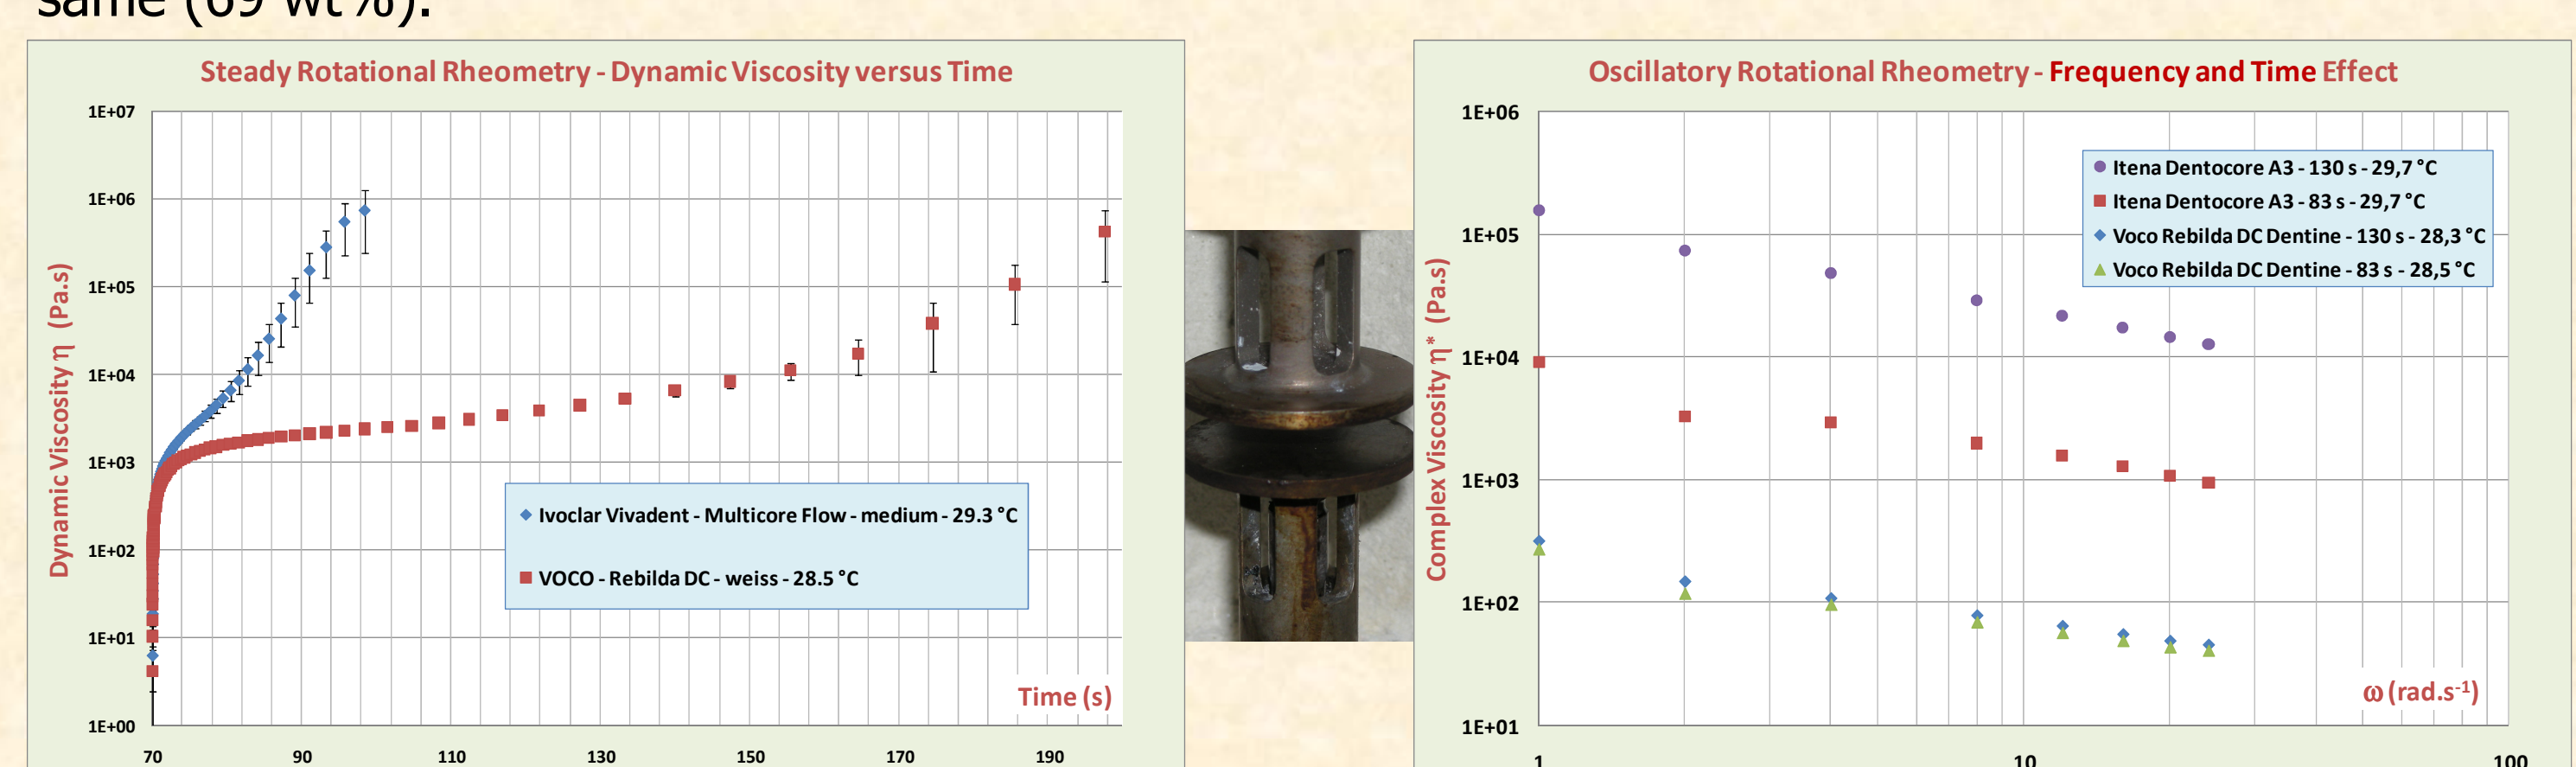 same (69 wt%).
Steady Rotational Rheometry - Dynamic Viscosity versus Time
1E+07
1E+06
1E+05
1E+04
1E+03
1E+02
1E+01
1E+00
Dynamic Viscosity η (Pa.s)
Ivoclar Vivadent - Multicore Flow - medium - 29.3 °C
VOCO - Rebilda DC - weiss - 28.5 °C
Time (s)
70 90 110 130 150 170 190
Oscillatory Rotational Rheometry - Frequency and Time Effect
1E+06
1E+05
1E+04
1E+03
1E+02
1E+01
Complex Viscosity η* (Pa.s)
Itena Dentocore A3 - 130 s - 29,7 °C
Itena Dentocore A3 - 83 s - 29,7 °C
Voco Rebilda DC Dentine - 130 s - 28,3 °C
Voco Rebilda DC Dentine - 83 s - 28,5 °C
ω (rad.s⁻¹)
1 10 100